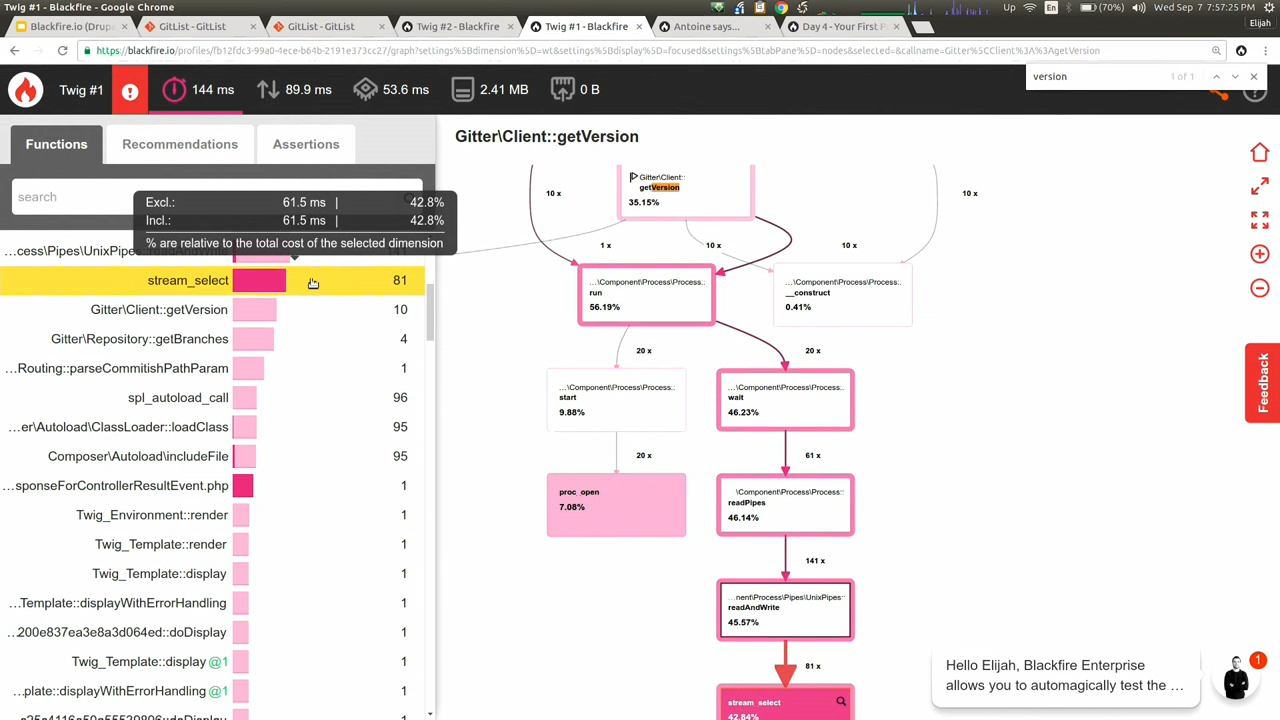 Twig #1 - Blackfire - Google Chrome
Up
En
(70%)
Wed Sep 7 7:57:25 PM
Elijah
Blackfire.io (Drup
GitList - GitList
GitList - GitList
Twig #2 - Blackfire
Twig #1 - Blackfire
Antoine says...
Day 4 - Your First P
https://blackfire.io/profiles/fb12fdc3-99a0-4ece-b64b-2191e373cc27/graph?settings%5Bdimension%5D=wt&settings%5Bdisplay%5D=focused&settings%5BtabPane%5D=nodes&selected=&callname=Gitter%5CClient%3A%3AgetVersion
version
1 of 1
Twig #1
144 ms
89.9 ms
53.6 ms
2.41 MB
0 B
Functions
Recommendations
Assertions
search
Excl.: 61.5 ms | 42.8%
Incl.: 61.5 ms | 42.8%
% are relative to the total cost of the selected dimension
stream_select 81
Gitter\Client::getVersion 10
Gitter\Repository::getBranches 4
…Routing::parseCommitishPathParam 1
spl_autoload_call 96
…er/Autoload\ClassLoader::loadClass 95
Composer\Autoload\includeFile 95
…sponseForControllerResultEvent.php 1
Twig_Environment::render 1
Twig_Template::render 1
Twig_Template::display 1
…Template::displayWithErrorHandling 1
…200e837ea3e8a3d064ed::doDisplay 1
Twig_Template::display @1 1
…plate::displayWithErrorHandling @1 1
Gitter\Client::getVersion
Gitter\Client::
getVersion
35.15%
10 x
10 x
1 x
10 x
10 x
…\Component\Process\Process::
run
56.19%
…\Component\Process\Process::
__construct
0.41%
20 x
20 x
…\Component\Process\Process::
start
9.88%
…\Component\Process\Process::
wait
46.23%
20 x
61 x
proc_open
7.08%
\Component\Process\Process::
readPipes
46.14%
141 x
…nent\Process\Pipes\UnixPipes::
readAndWrite
45.57%
81 x
stream_select
42.84%
Feedback
Hello Elijah, Blackfire Enterprise
allows you to automagically test the ...
1